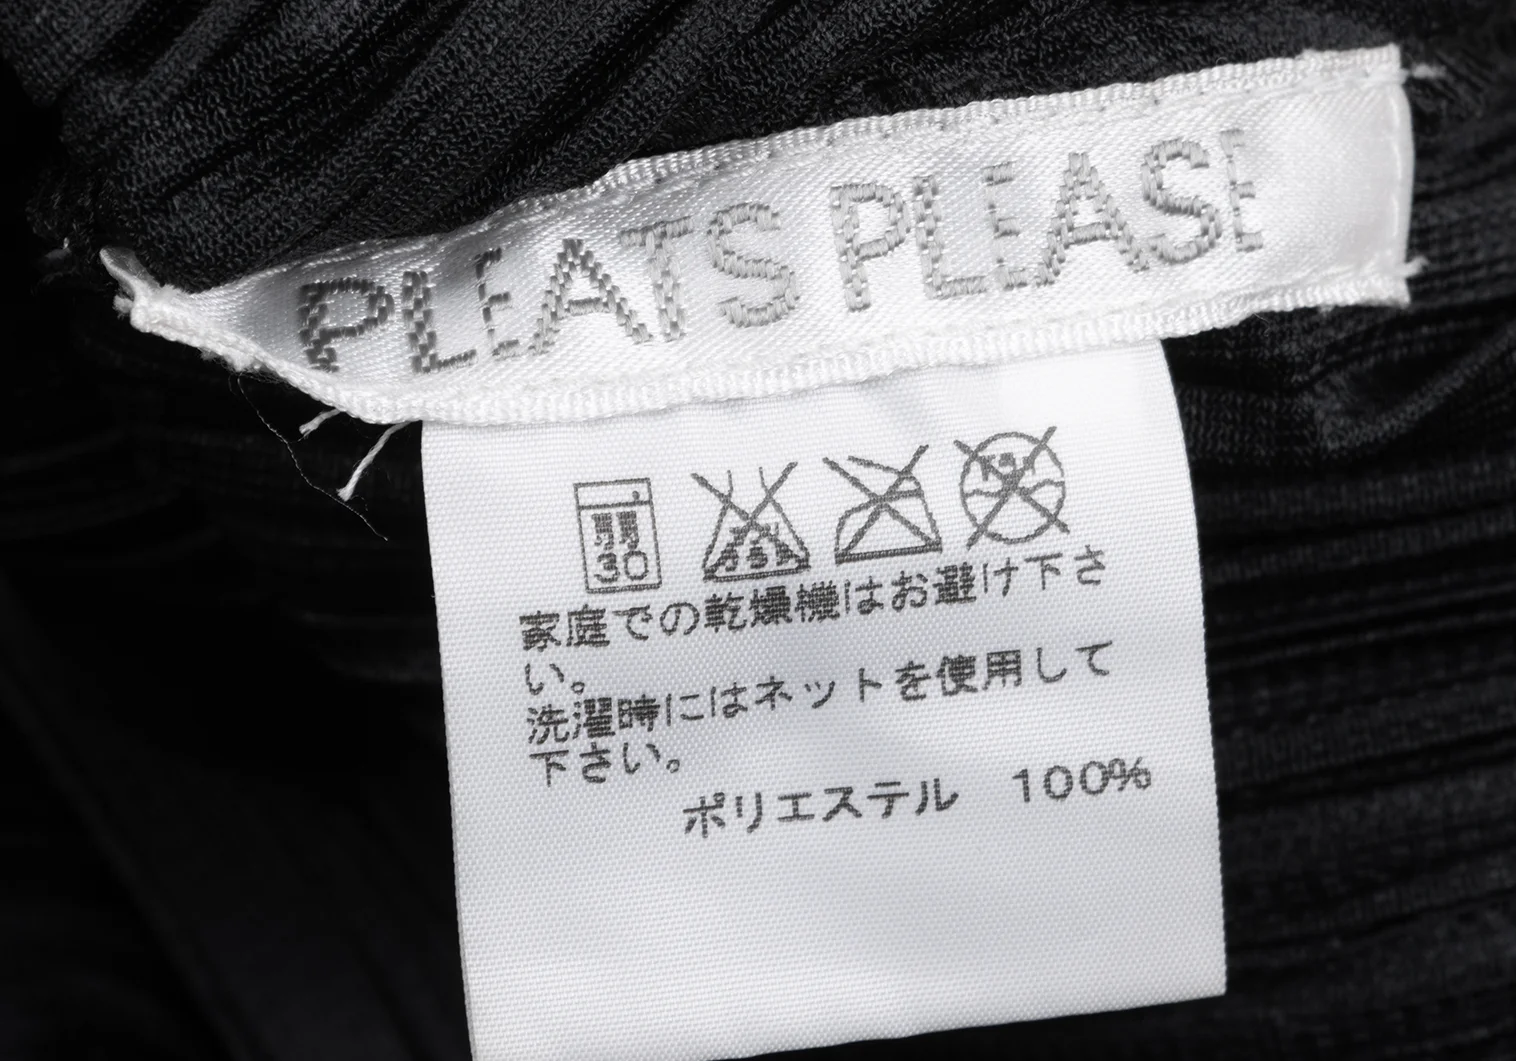 PLEATS PLEASE
30
家庭での乾燥機はお避け下さ
い。
洗濯時にはネットを使用して
下さい。
ポリエステル 100%